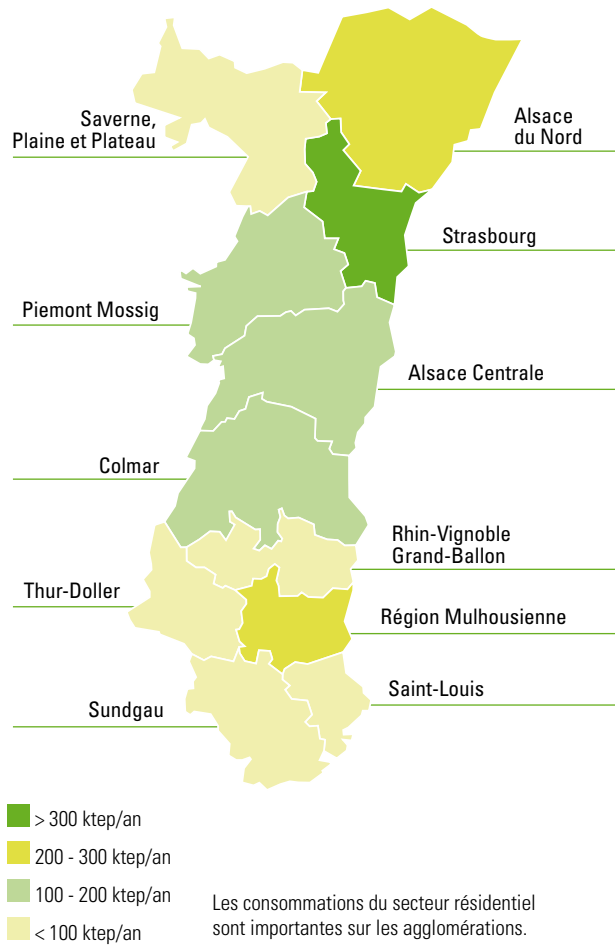 Saverne,
Plaine et Plateau
Alsace
du Nord
Strasbourg
Piemont Mossig
Alsace Centrale
Colmar
Rhin-Vignoble
Grand-Ballon
Thur-Doller
Région Mulhousienne
Saint-Louis
Sundgau
> 300 ktep/an
200 - 300 ktep/an
100 - 200 ktep/an
< 100 ktep/an
Les consommations du secteur résidentiel
sont importantes sur les agglomérations.